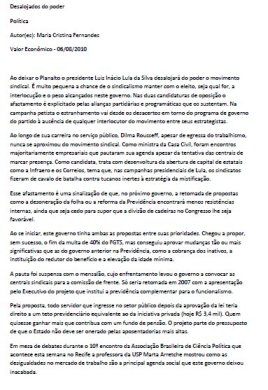 Desalojados do poder
Política
Autor(es): Maria Cristina Fernandes
Valor Econômico - 06/08/2010
Ao deixar o Planalto o presidente Luiz Inácio Lula da Silva desalojará do poder o movimento
sindical. É muito pequena a chance de o sindicalismo manter com o eleito, seja qual for, a
interlocução e o peso alcançados neste governo. Nas duas candidaturas de oposição o
afastamento é explicitado pelas alianças partidárias e programáticas que os sustentam. Na
campanha petista o estranhamento vai desde os desacertos em torno do programa de governo
do partido à ausência de qualquer interlocutor do movimento entre seus estrategistas.
Ao longo de sua carreira no serviço público, Dilma Rousseff, apesar de egressa do trabalhismo,
nunca se aproximou do movimento sindical. Como ministra da Casa Civil, foram encontros
majoritariamente empresariais que pautaram sua agenda apesar da tentativa das centrais de
marcar presença. Como candidata, trata com desenvoltura da abertura de capital de estatais
como a Infraero e os Correios, tema que, nas campanhas presidenciais de Lula, os sindicatos
fizeram de cavalo de batalha contra tucanos inertes à estratégia da mistificação.
Esse afastamento é uma sinalização de que, no próximo governo, a retomada de propostas
como a desoneração da folha ou a reforma da Previdência encontrará menos resistências
internas, ainda que seja cedo para supor que a divisão de cadeiras no Congresso lhe seja
favorável.
Ao se iniciar, este governo tinha ambas as propostas entre suas prioridades. Chegou a propor,
sem sucesso, o fim da multa de 40% do FGTS, mas conseguiu aprovar mudanças tão ou mais
significativas que as do governo anterior na Previdência, como a cobrança dos inativos, a
instituição do redutor do benefício e a elevação da idade mínima.
A pauta foi suspensa com o mensalão, cujo enfrentamento levou o governo a convocar as
centrais sindicais para a comissão de frente. Só seria retomada em 2007 com a apresentação
pelo Executivo do projeto que institui a previdência complementar para o funcionalismo.
Pela proposta, todo servidor que ingresse no setor público depois da aprovação da lei teria
direito a um teto previdenciário equivalente ao da iniciativa privada (hoje R$ 3,4 mil). Quem
quisesse ganhar mais que contribua com um fundo de pensão. O projeto parte do pressuposto
de que o Estado não deve ser onerado pelas aposentadorias mais altas.
Em mesa de debates durante o 10º encontro da Associação Brasileira de Ciência Política que
acontece esta semana no Recife a professora da USP Marta Arretche mostrou como as
desigualdades no mercado de trabalho são a principal agenda social que este governo deixou
inacabada.